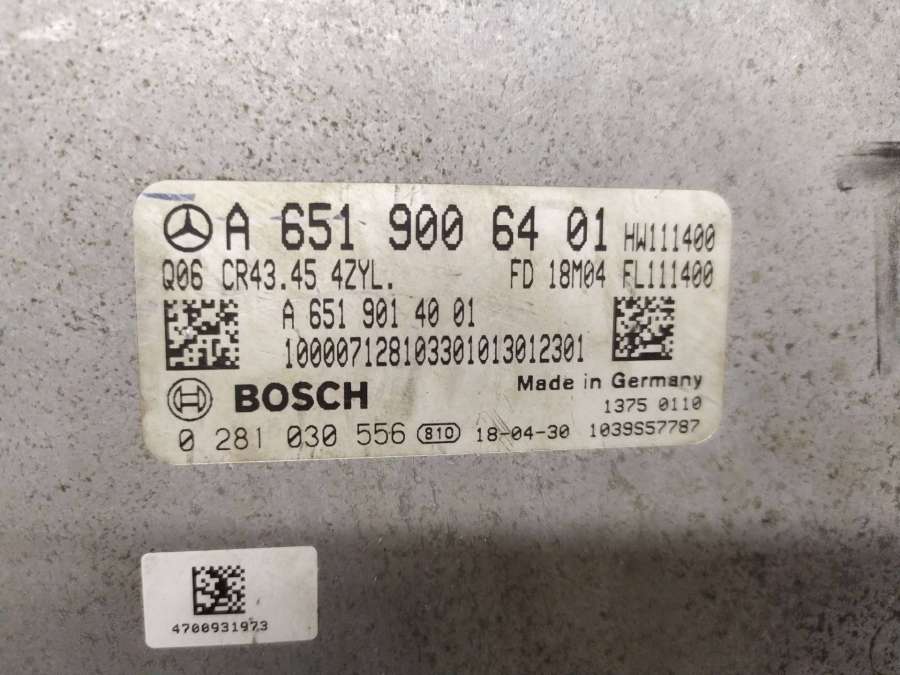 A 651 900 64 01 HW111400
Q06 CR43.45 4ZYL. FD 18M04 FL111400
A 651 901 40 01
100007128103301013012301
BOSCH Made in Germany
1375 0110
0 281 030 556 810 18-04-30 1039S57787
4700931973